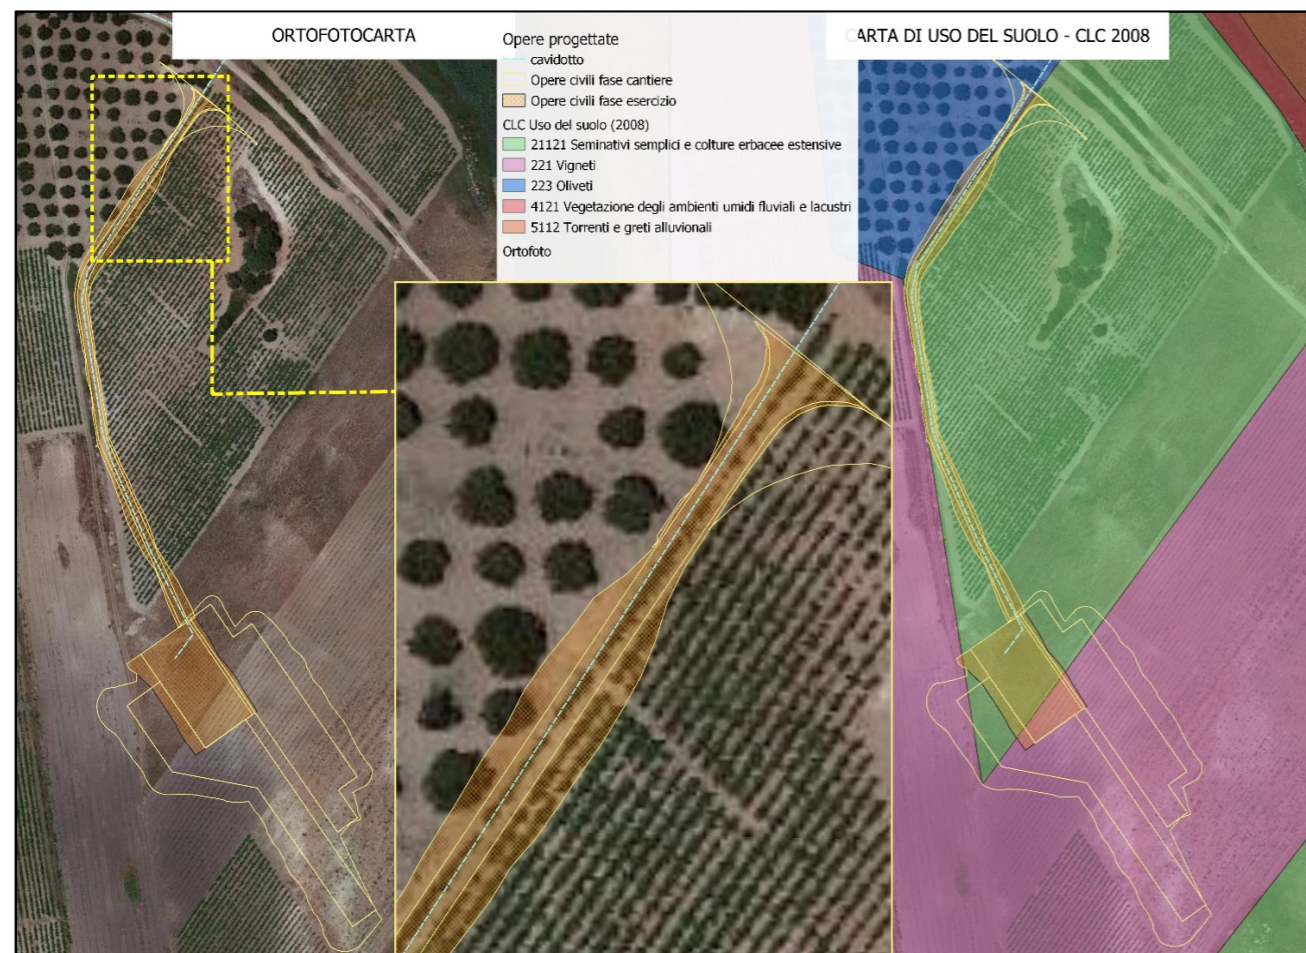 ORTOFOTOCARTA
Opere progettate
cavidotto
Opere civili fase cantiere
Opere civili fase esercizio
CLC Uso del suolo (2008)
21121 Seminativi semplici e colture erbacee estensive
221 Vigneti
223 Oliveti
4121 Vegetazione degli ambienti umidi fluviali e lacustri
5112 Torrenti e greti alluvionali
Ortofoto
CARTA DI USO DEL SUOLO - CLC 2008